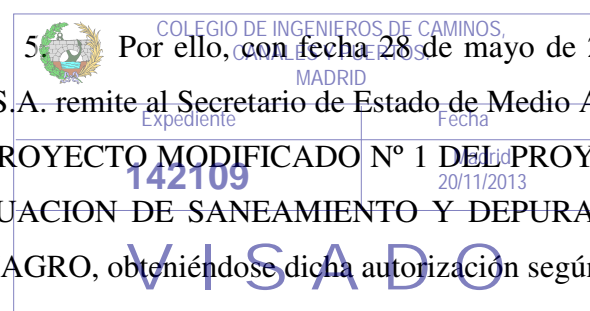 COLEGIO DE INGENIEROS DE CAMINOS,
CANALES Y PUERTOS.
MADRID
Expediente
Fecha
142109
Madrid
20/11/2013
VISADO
5. Por ello, con fecha 28 de mayo de
S.A. remite al Secretario de Estado de Medio A
ROYECTO MODIFICADO Nº 1 DEL PROY
UACION DE SANEAMIENTO Y DEPURA
AGRO, obteniéndose dicha autorización segú